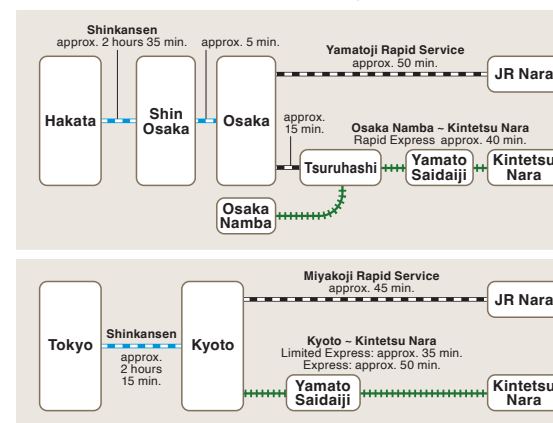 Shinkansen
approx. 2 hours 35 min.
approx. 5 min.
Yamatoji Rapid Service
approx. 50 min.
Hakata
Shin
Osaka
Osaka
JR Nara
approx.
15 min.
Osaka Namba ~ Kintetsu Nara
Rapid Express approx. 40 min.
Tsuruhashi
Yamato
Saidaiji
Kintetsu
Nara
Osaka
Namba
Miyakoji Rapid Service
approx. 45 min.
JR Nara
Tokyo
Shinkansen
approx.
2 hours
15 min.
Kyoto
Kyoto ~ Kintetsu Nara
Limited Express: approx. 35 min.
Express: approx. 50 min.
Yamato
Saidaiji
Kintetsu
Nara